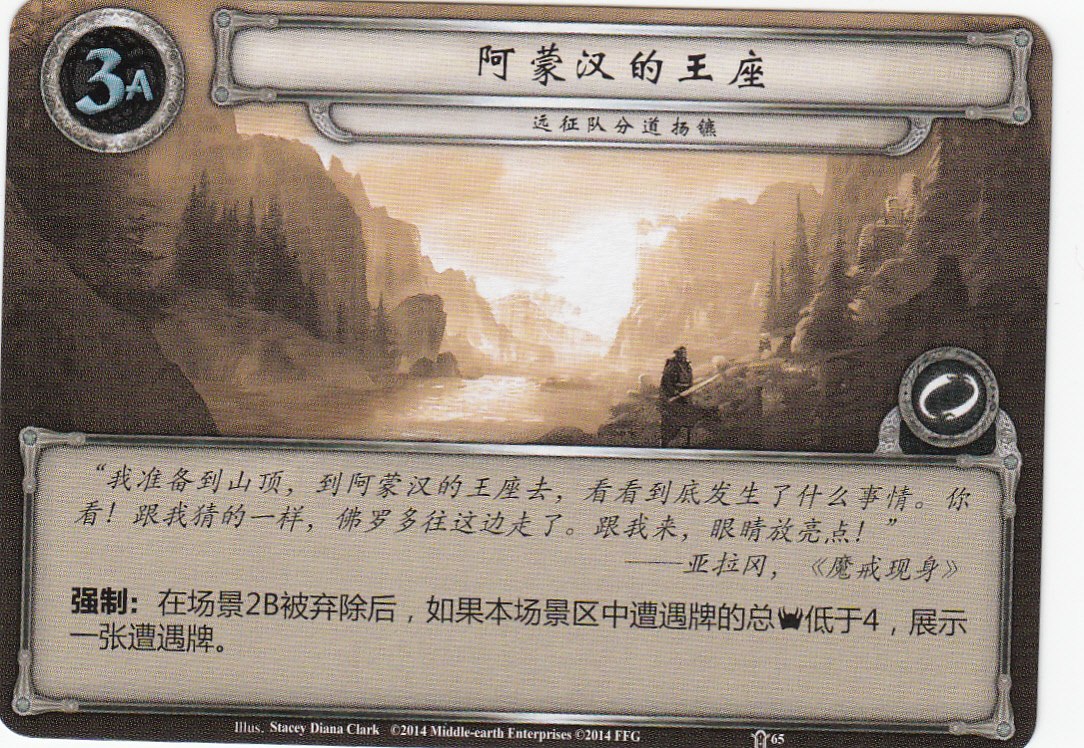 3A
阿蒙汉的王座
远征队分道扬镳
“我准备到山顶，到阿蒙汉的王座去，看看到底发生了什么事情。你
看！跟我猜的一样，佛罗多往这边走了。跟我来，眼睛放亮点！”
——亚拉冈，《魔戒现身》
强制：在场景2B被弃除后，如果本场景区中遭遇牌的总低于4，展示
一张遭遇牌。
Illus. Stacey Diana Clark ©2014 Middle-earth Enterprises ©2014 FFG 65